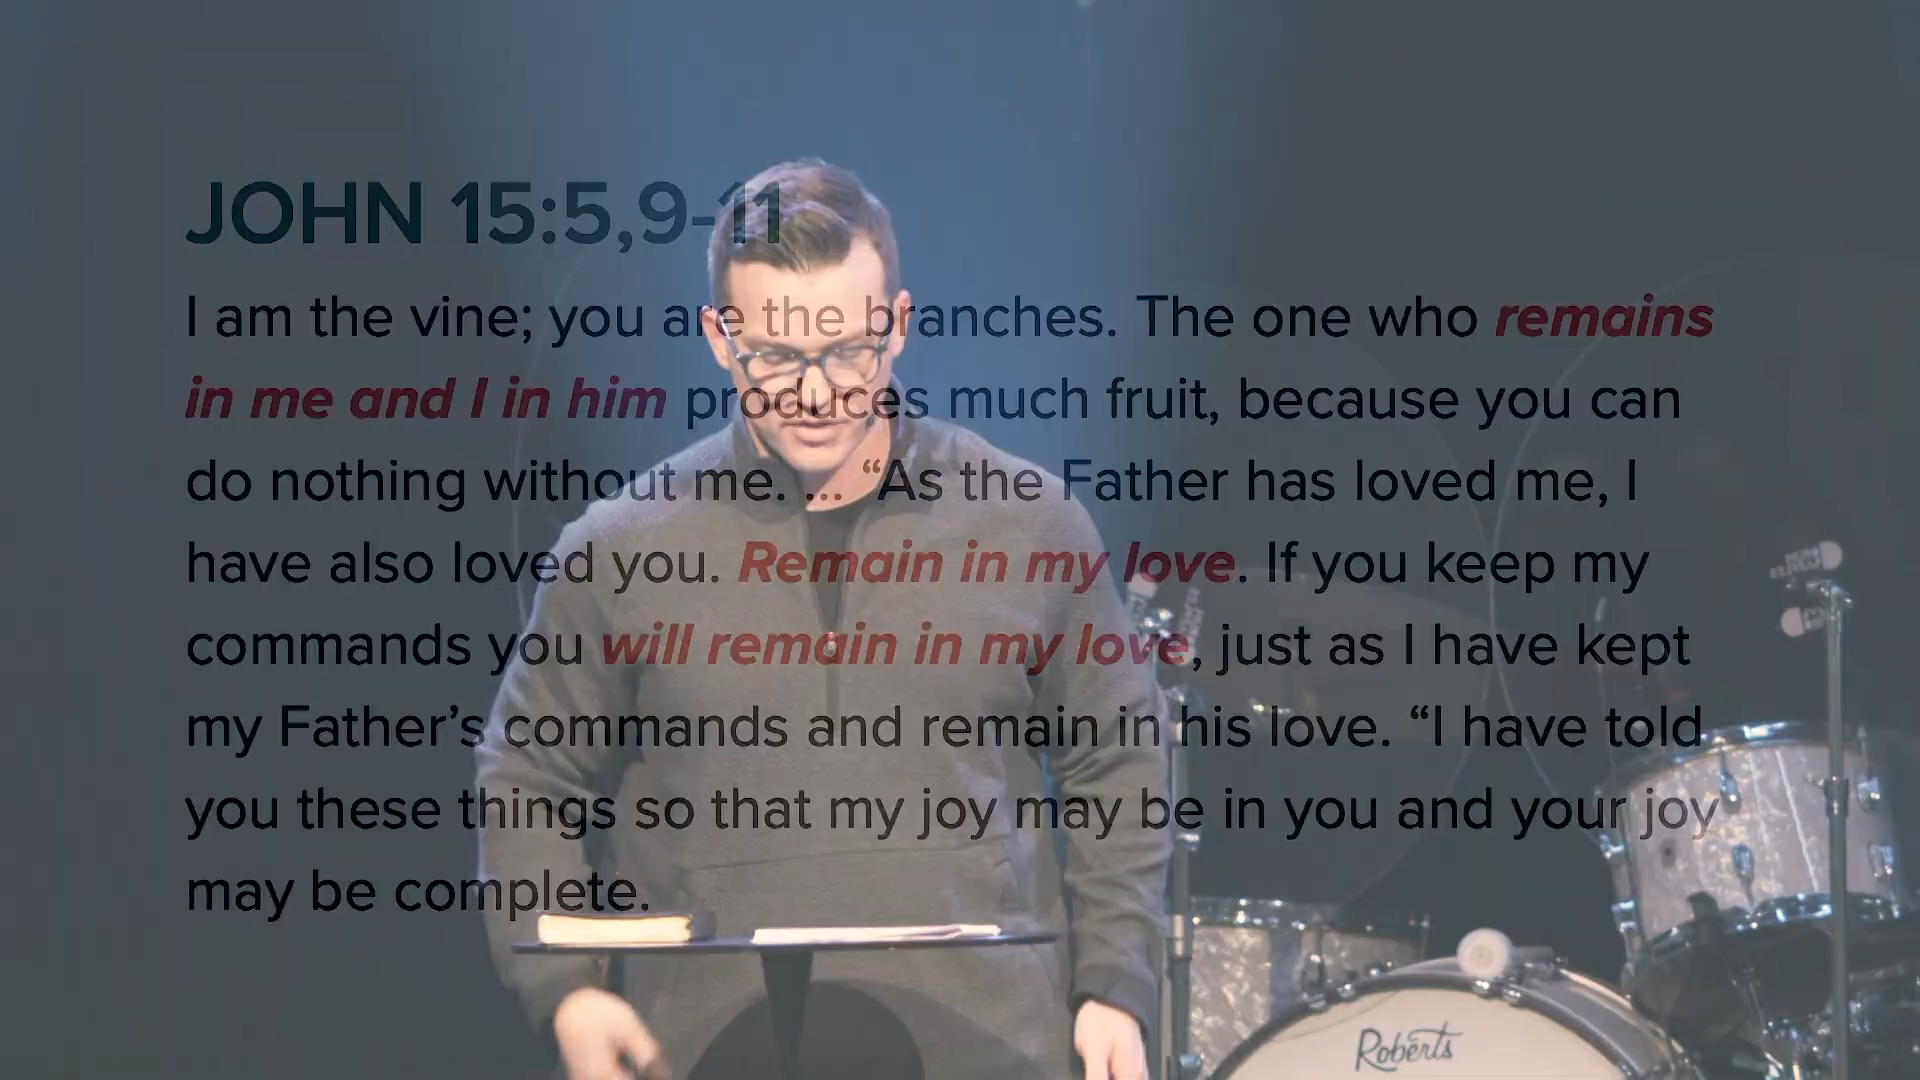 JOHN 15:5,9-11
I am the vine; you are the branches. The one who remains
in me and I in him produces much fruit, because you can
do nothing without me. ... “As the Father has loved me, I
have also loved you. Remain in my love. If you keep my
commands you will remain in my love, just as I have kept
my Father’s commands and remain in his love. “I have told
you these things so that my joy may be in you and your joy
may be complete.
Roberts